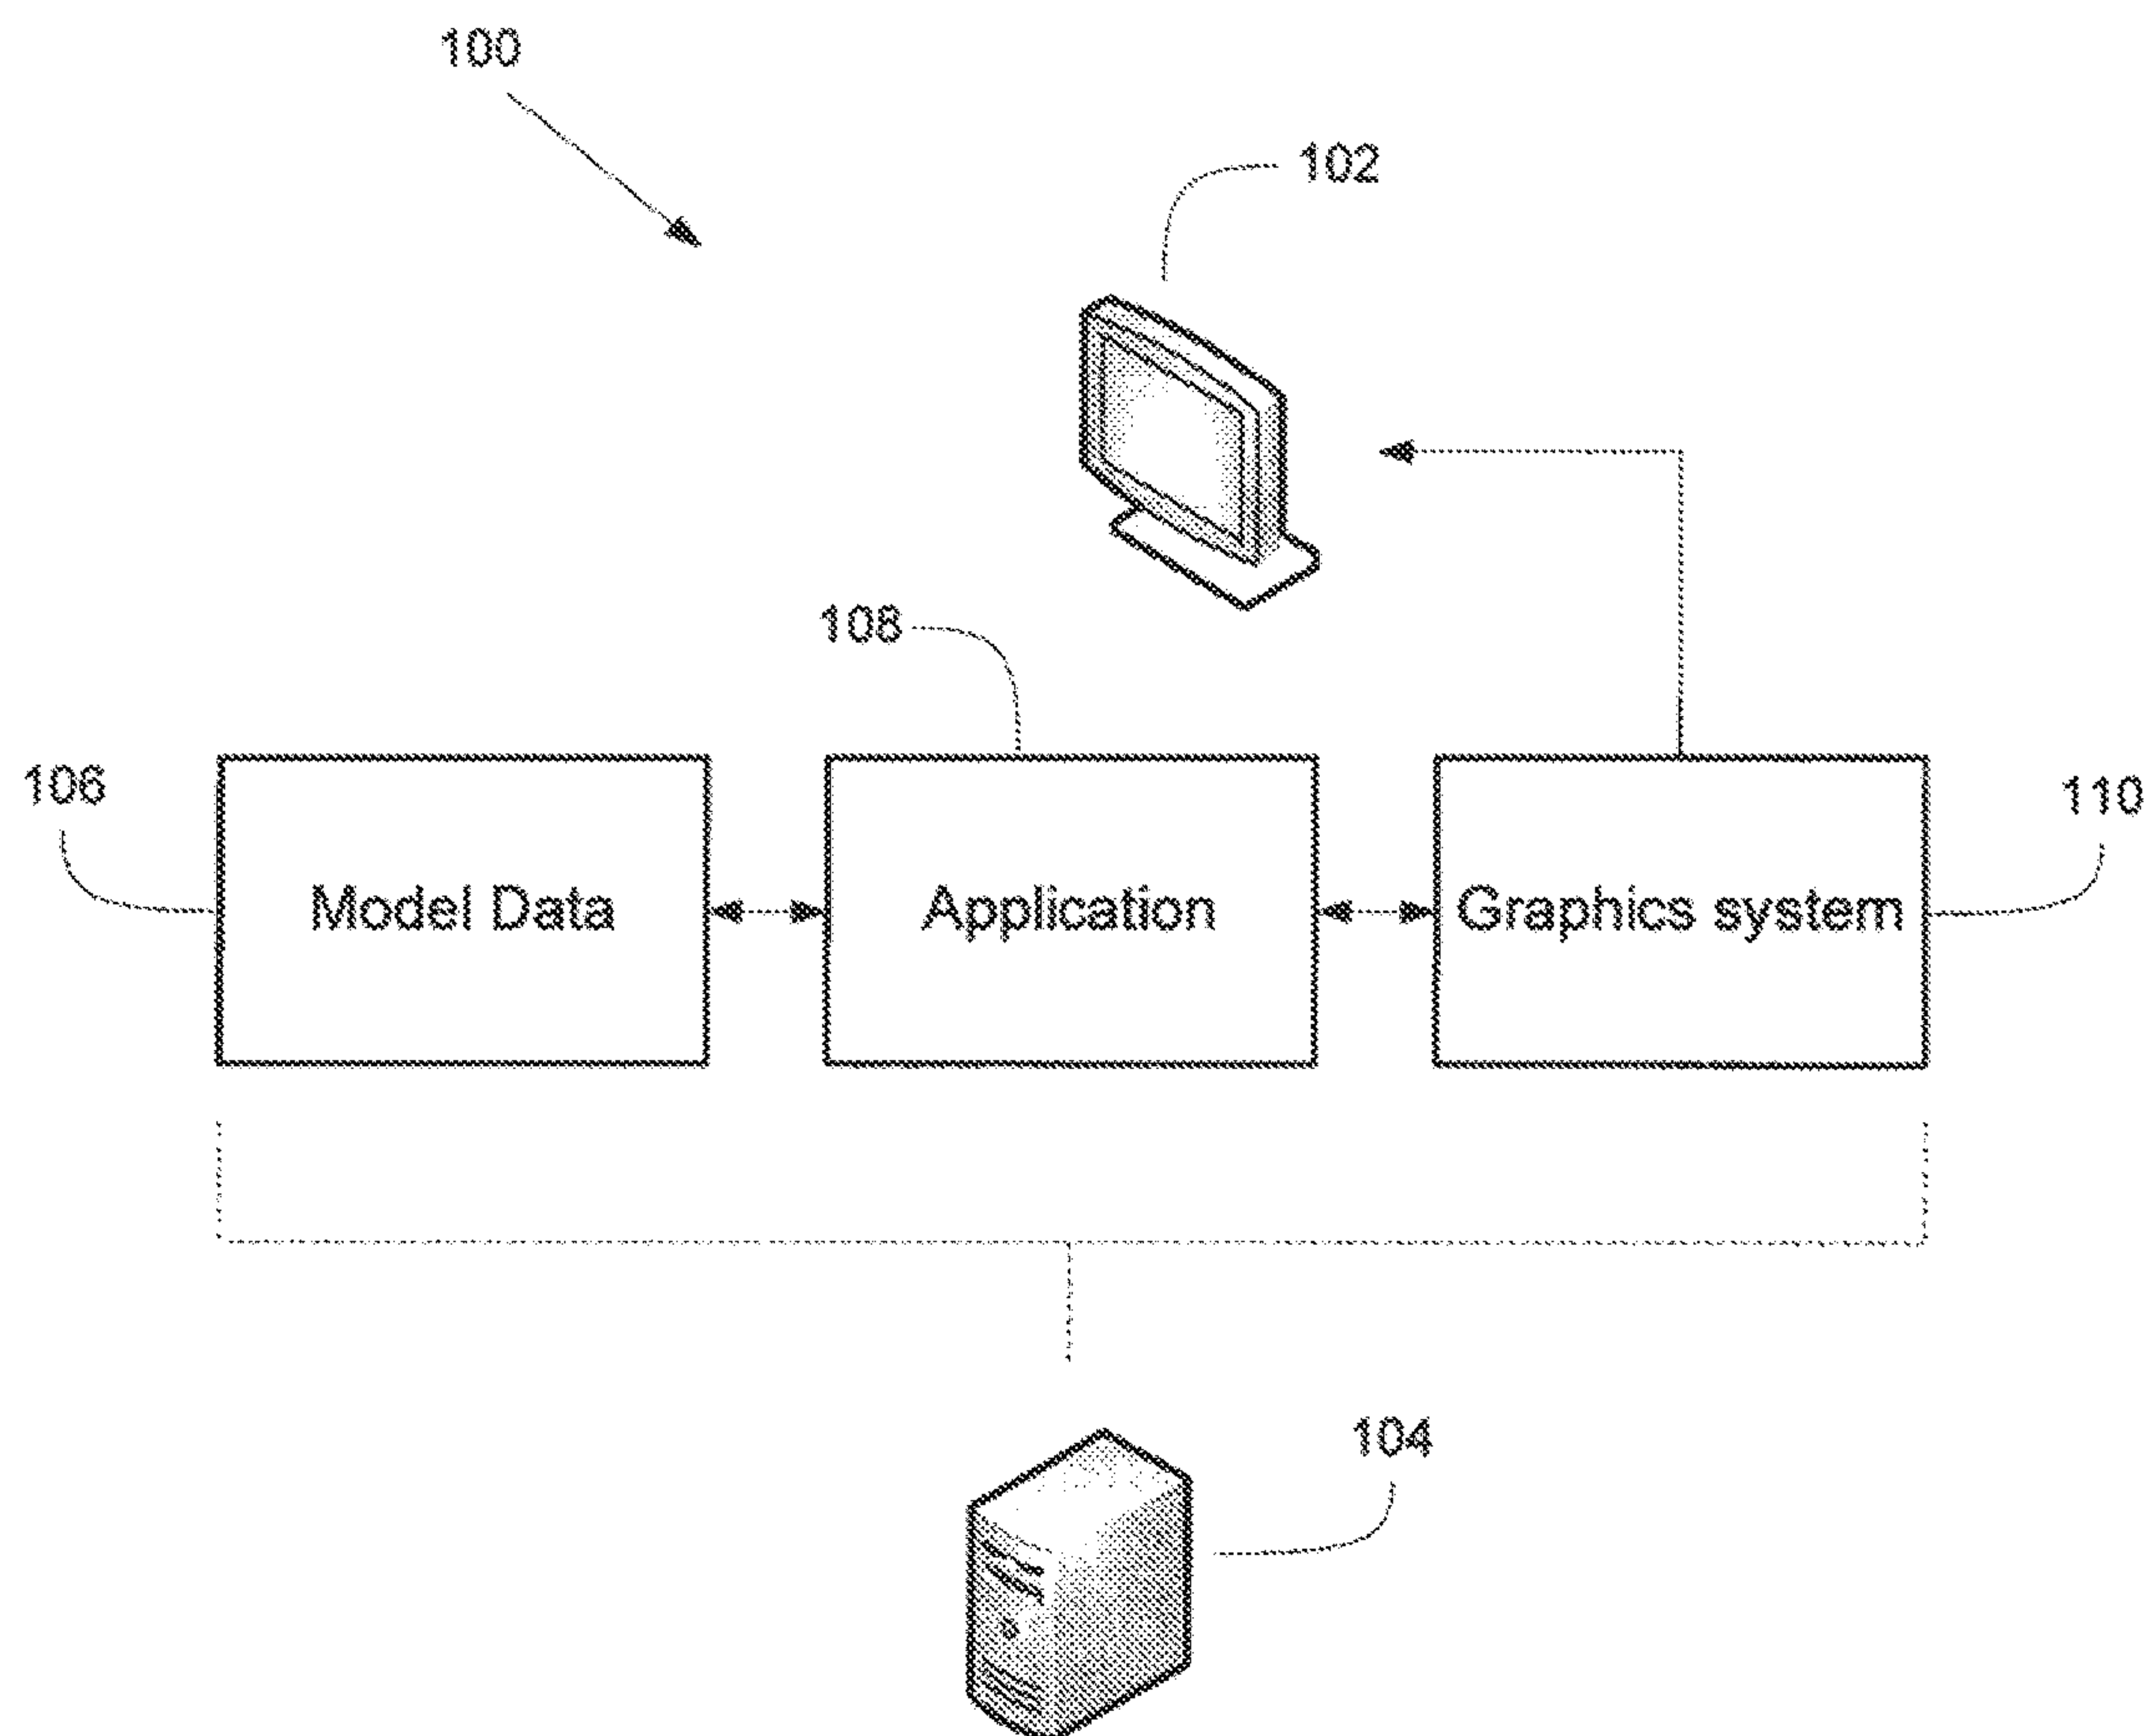 100
102
108
106
110
Model Data
Application
Graphics system
104